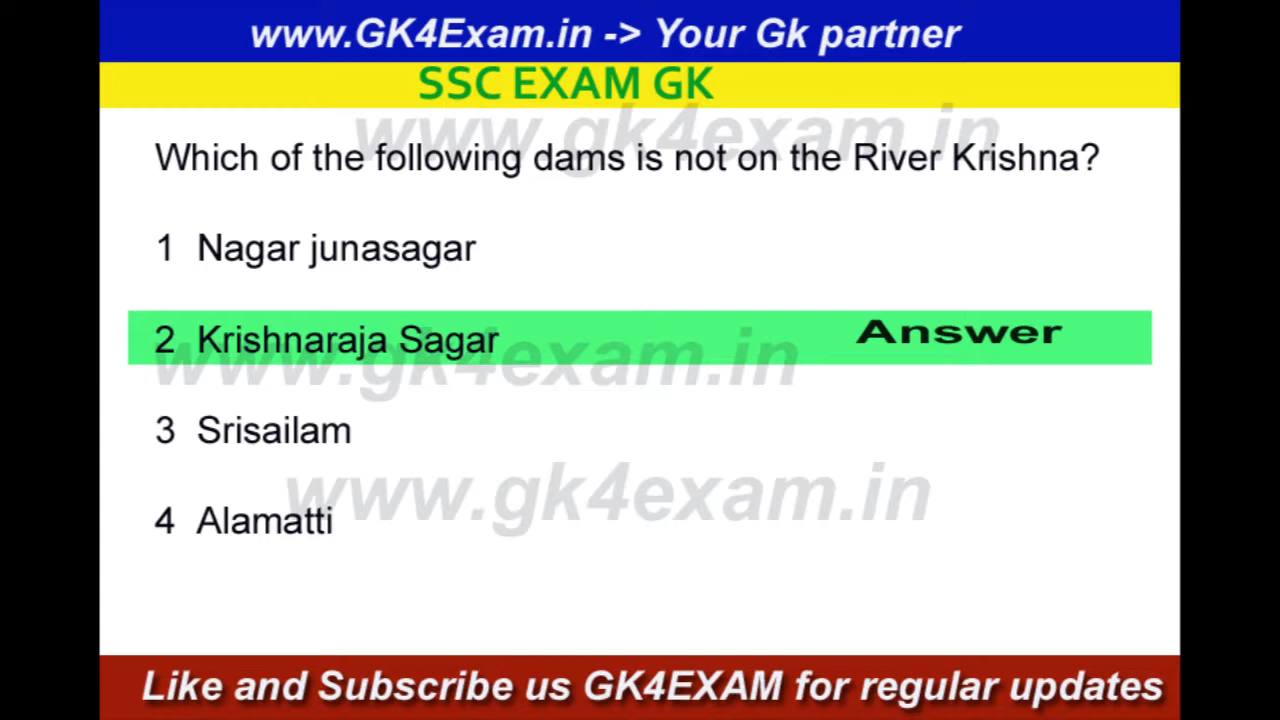 www.GK4Exam.in -> Your Gk partner
SSC EXAM GK
www.gk4exam.in
Which of the following dams is not on the River Krishna?
1 Nagar junasagar
2 Krishnaraja Sagar Answer
www.gk4exam.in
3 Srisailam
www.gk4exam.in
4 Alamatti
Like and Subscribe us GK4EXAM for regular updates